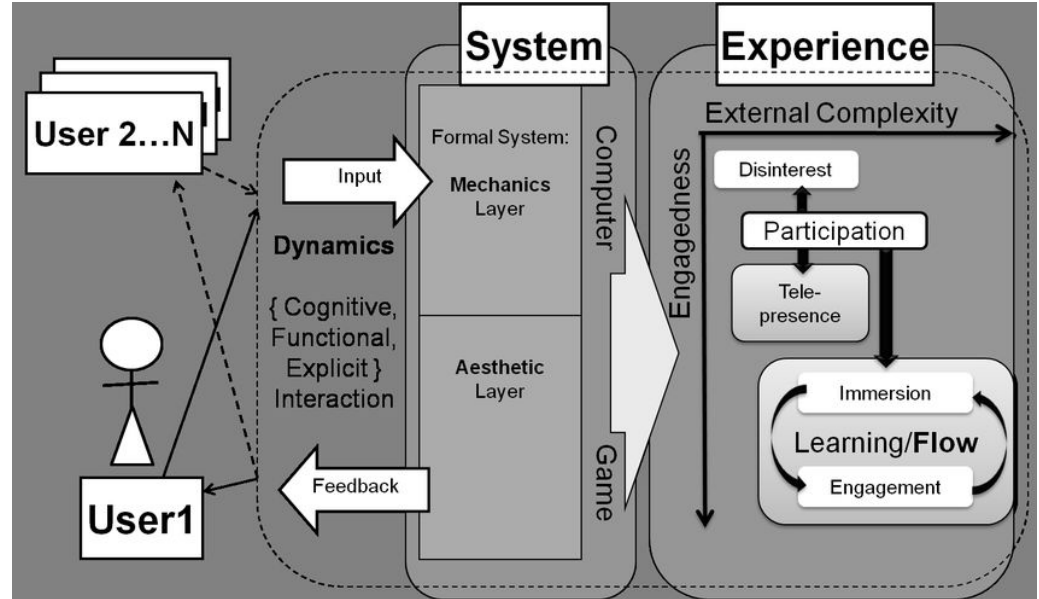 System
Experience
User 2…N
External Complexity
Engagedness
Input
Formal System:
Mechanics
Layer
Computer
Game
Disinterest
Participation
Tele-
presence
Dynamics
{ Cognitive,
Functional,
Explicit }
Interaction
Aesthetic
Layer
Immersion
Learning/Flow
Engagement
Feedback
User1